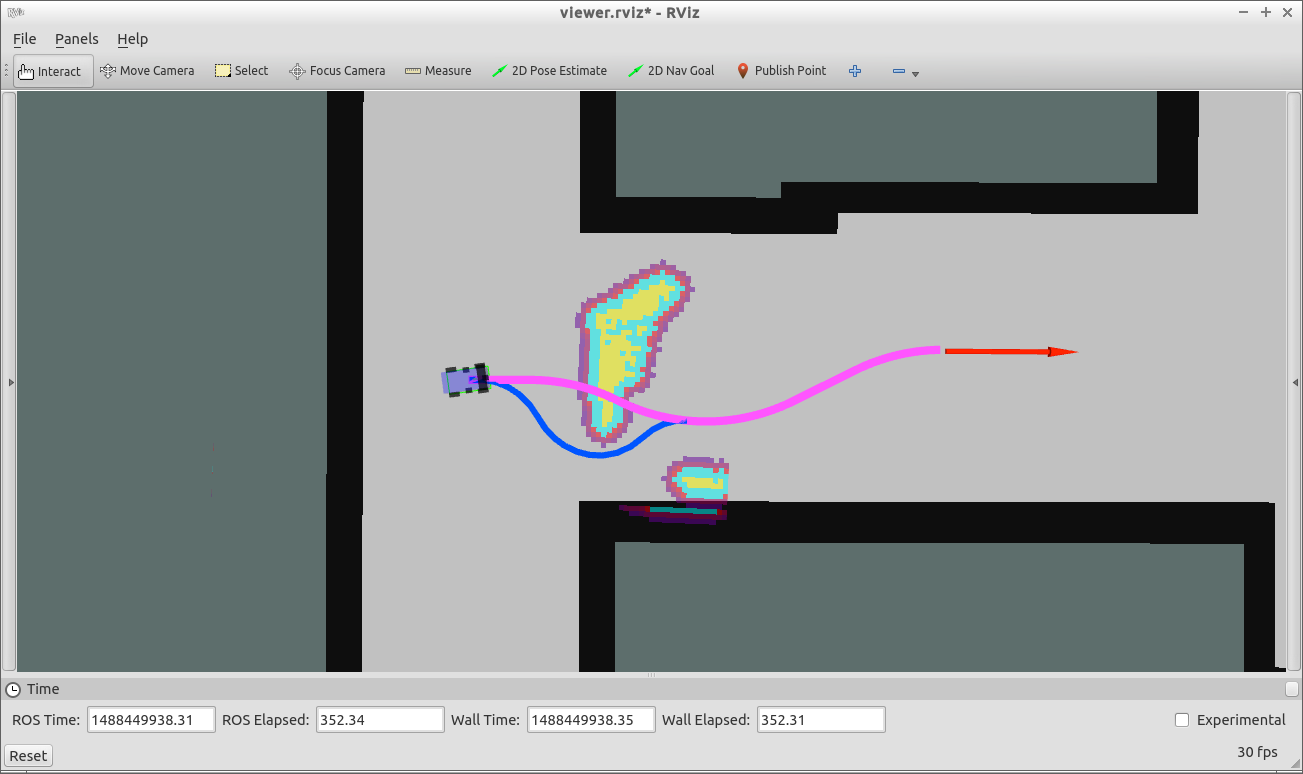 viewer.rviz* - RViz
File Panels Help
Interact Move Camera Select Focus Camera Measure 2D Pose Estimate 2D Nav Goal Publish Point
Time
ROS Time: 1488449938.31 ROS Elapsed: 352.34 Wall Time: 1488449938.35 Wall Elapsed: 352.31 Experimental
Reset 30 fps